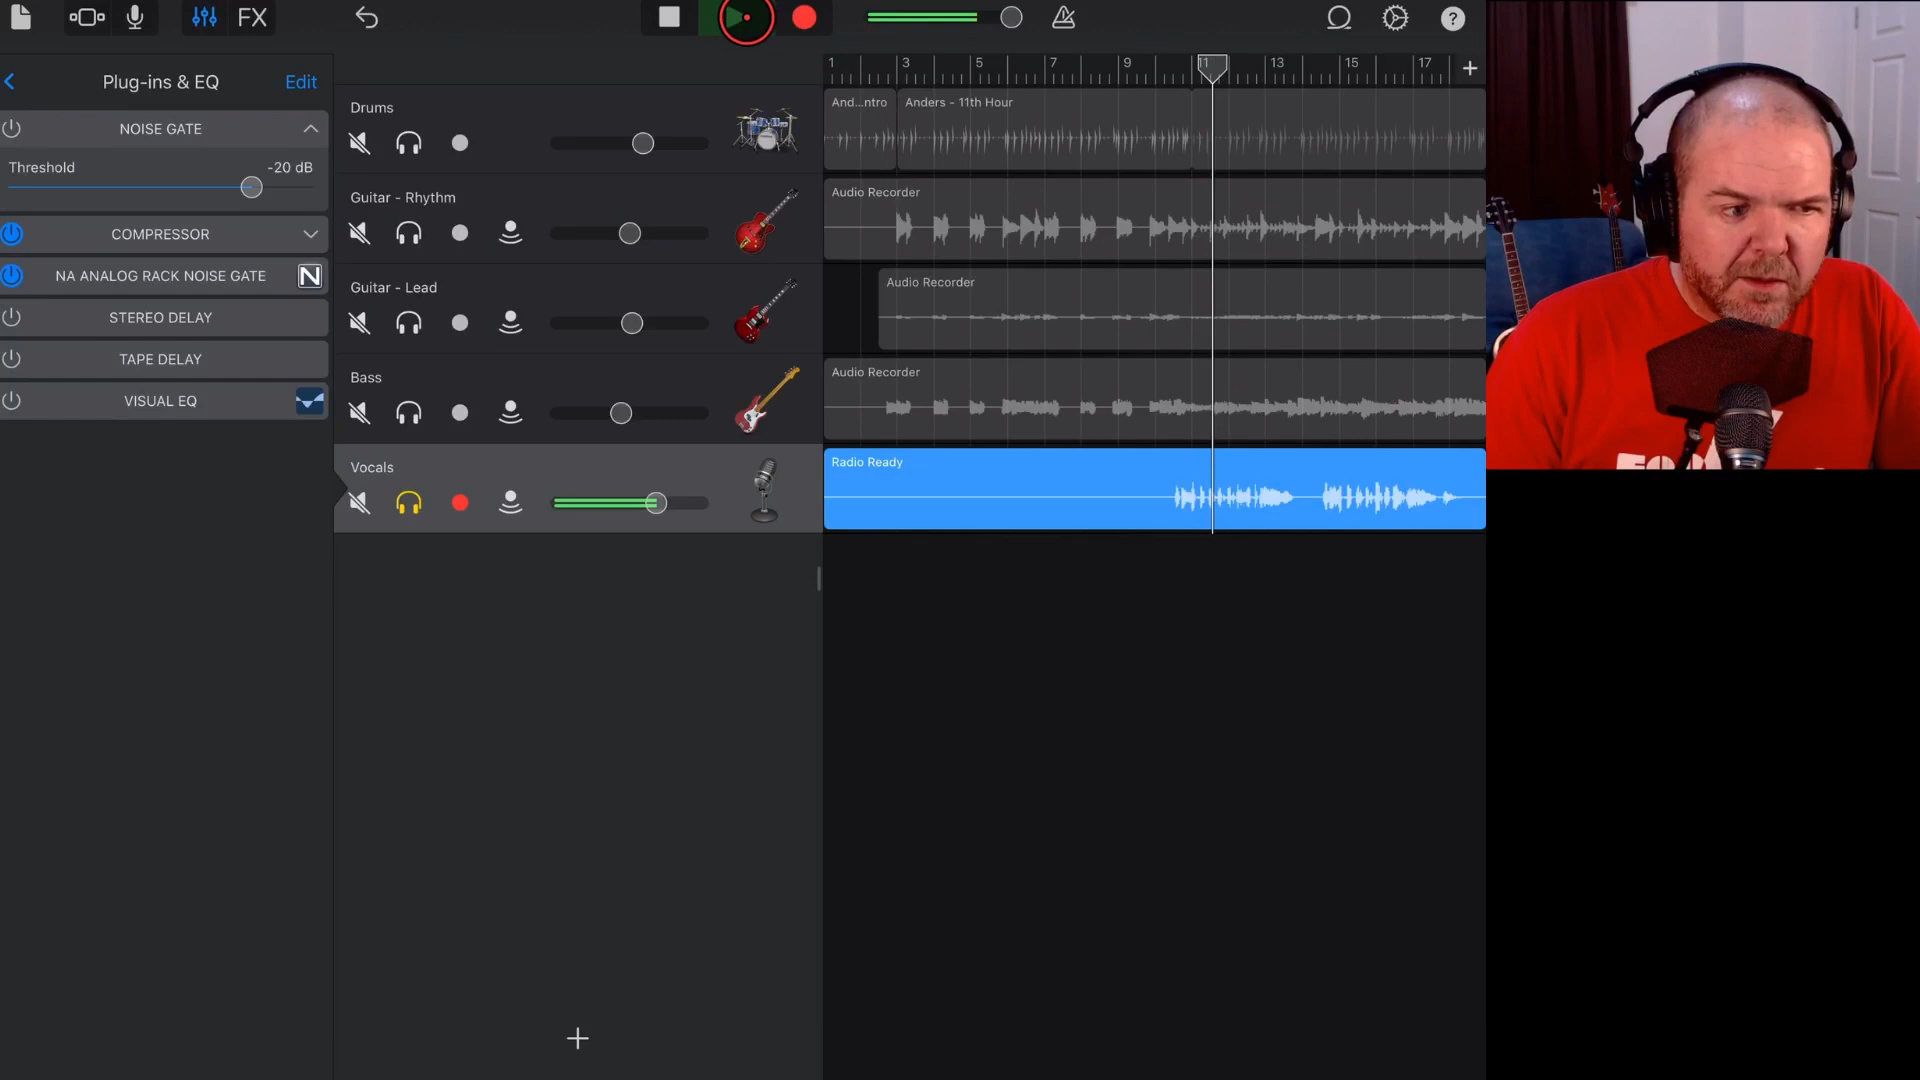 FX
Plug-ins & EQ
Edit
NOISE GATE
Threshold
-20 dB
COMPRESSOR
NA ANALOG RACK NOISE GATE
N
STEREO DELAY
TAPE DELAY
VISUAL EQ
Drums
Guitar - Rhythm
Guitar - Lead
Bass
Vocals
1 3 5 7 9 11 13 15 17 +
And...ntro
Anders - 11th Hour
Audio Recorder
Audio Recorder
Audio Recorder
Radio Ready
?